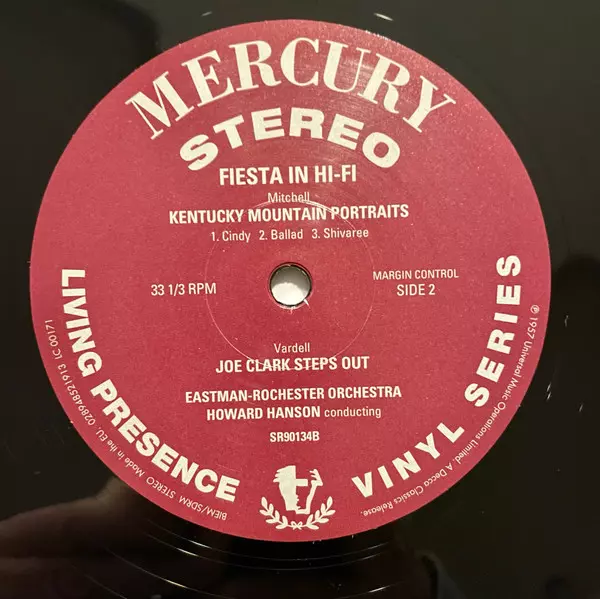 MERCURY
STEREO
FIESTA IN HI-FI
Mitchell
KENTUCKY MOUNTAIN PORTRAITS
1. Cindy 2. Ballad 3. Shivaree
33 1/3 RPM
MARGIN CONTROL
SIDE 2
Vardell
JOE CLARK STEPS OUT
EASTMAN-ROCHESTER ORCHESTRA
HOWARD HANSON conducting
SR90134B
LIVING PRESENCE
VINYL SERIES
BIEM/SDRM STEREO Made in the EU. 028948521913 LC 00171
℗ 1957 Universal Music Operations Limited. A Decca Classics Release.